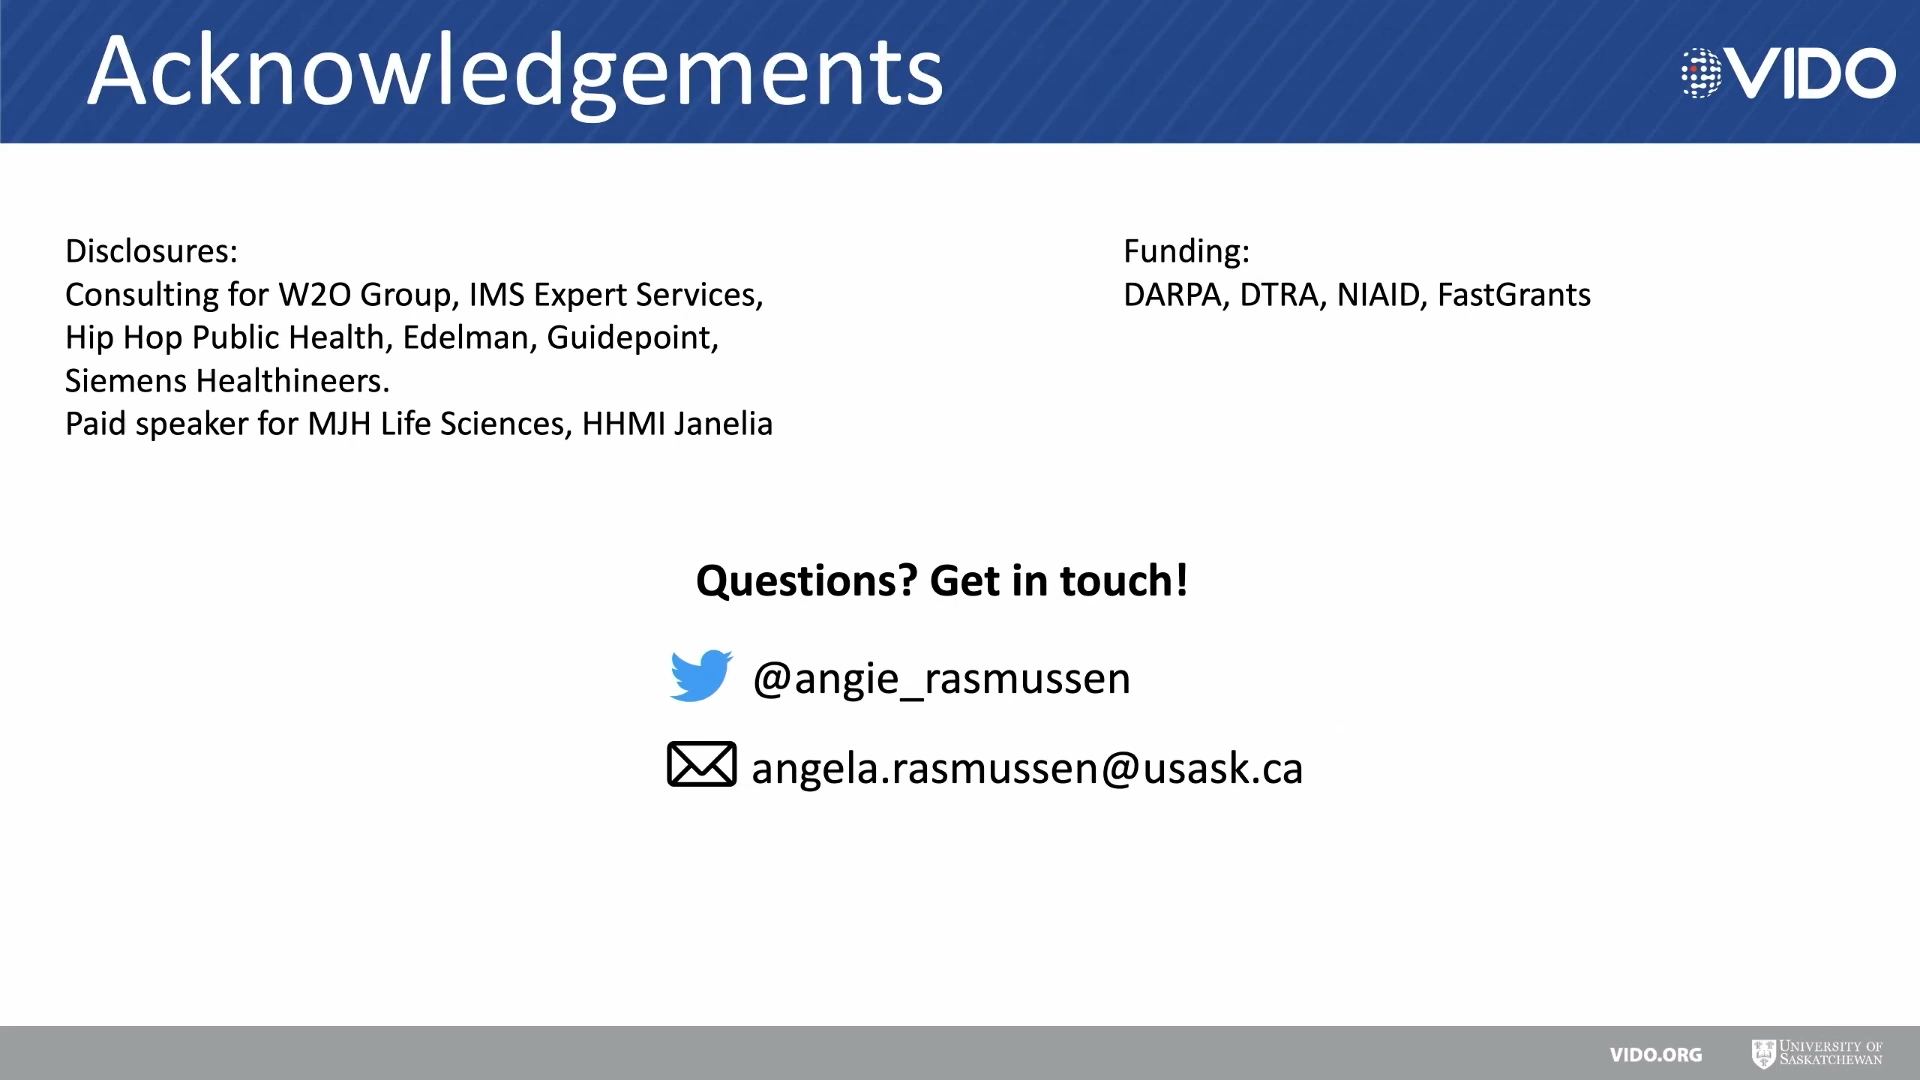 Acknowledgements
VIDO
Disclosures:
Consulting for W2O Group, IMS Expert Services,
Hip Hop Public Health, Edelman, Guidepoint,
Siemens Healthineers.
Paid speaker for MJH Life Sciences, HHMI Janelia
Funding:
DARPA, DTRA, NIAID, FastGrants
Questions? Get in touch!
@angie_rasmussen
angela.rasmussen@usask.ca
VIDO.ORG
UNIVERSITY OF
SASKATCHEWAN